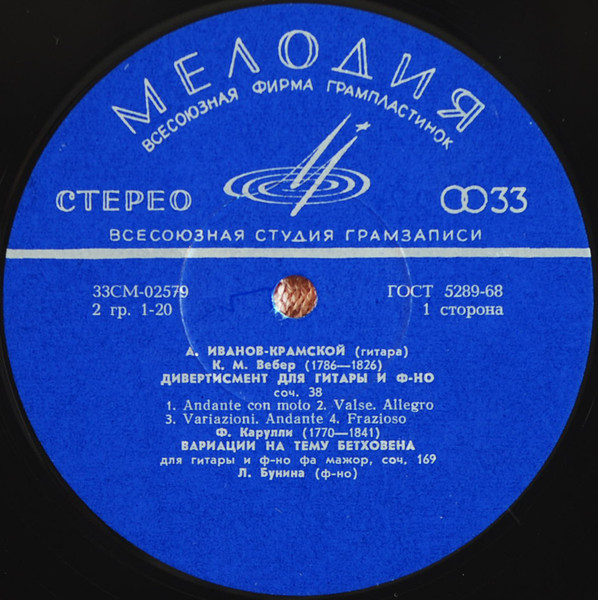 МЕЛОДИЯ
ВСЕСОЮЗНАЯ ФИРМА ГРАМПЛАСТИНОК
СТЕРЕО 33
ВСЕСОЮЗНАЯ СТУДИЯ ГРАМЗАПИСИ
33СМ-02579 ГОСТ 5289-68
2 гр. 1-20 1 сторона
А. ИВАНОВ-КРАМСКОЙ (гитара)
К. М. Вебер (1786—1826)
ДИВЕРТИСМЕНТ ДЛЯ ГИТАРЫ И Ф-НО
соч. 38
1. Andante con moto 2. Valse. Allegro
3. Variazioni. Andante 4. Frazioso
Ф. Карулли (1770—1841)
ВАРИАЦИИ НА ТЕМУ БЕТХОВЕНА
для гитары и ф-но фа мажор, соч. 169
Л. Бунина (ф-но)